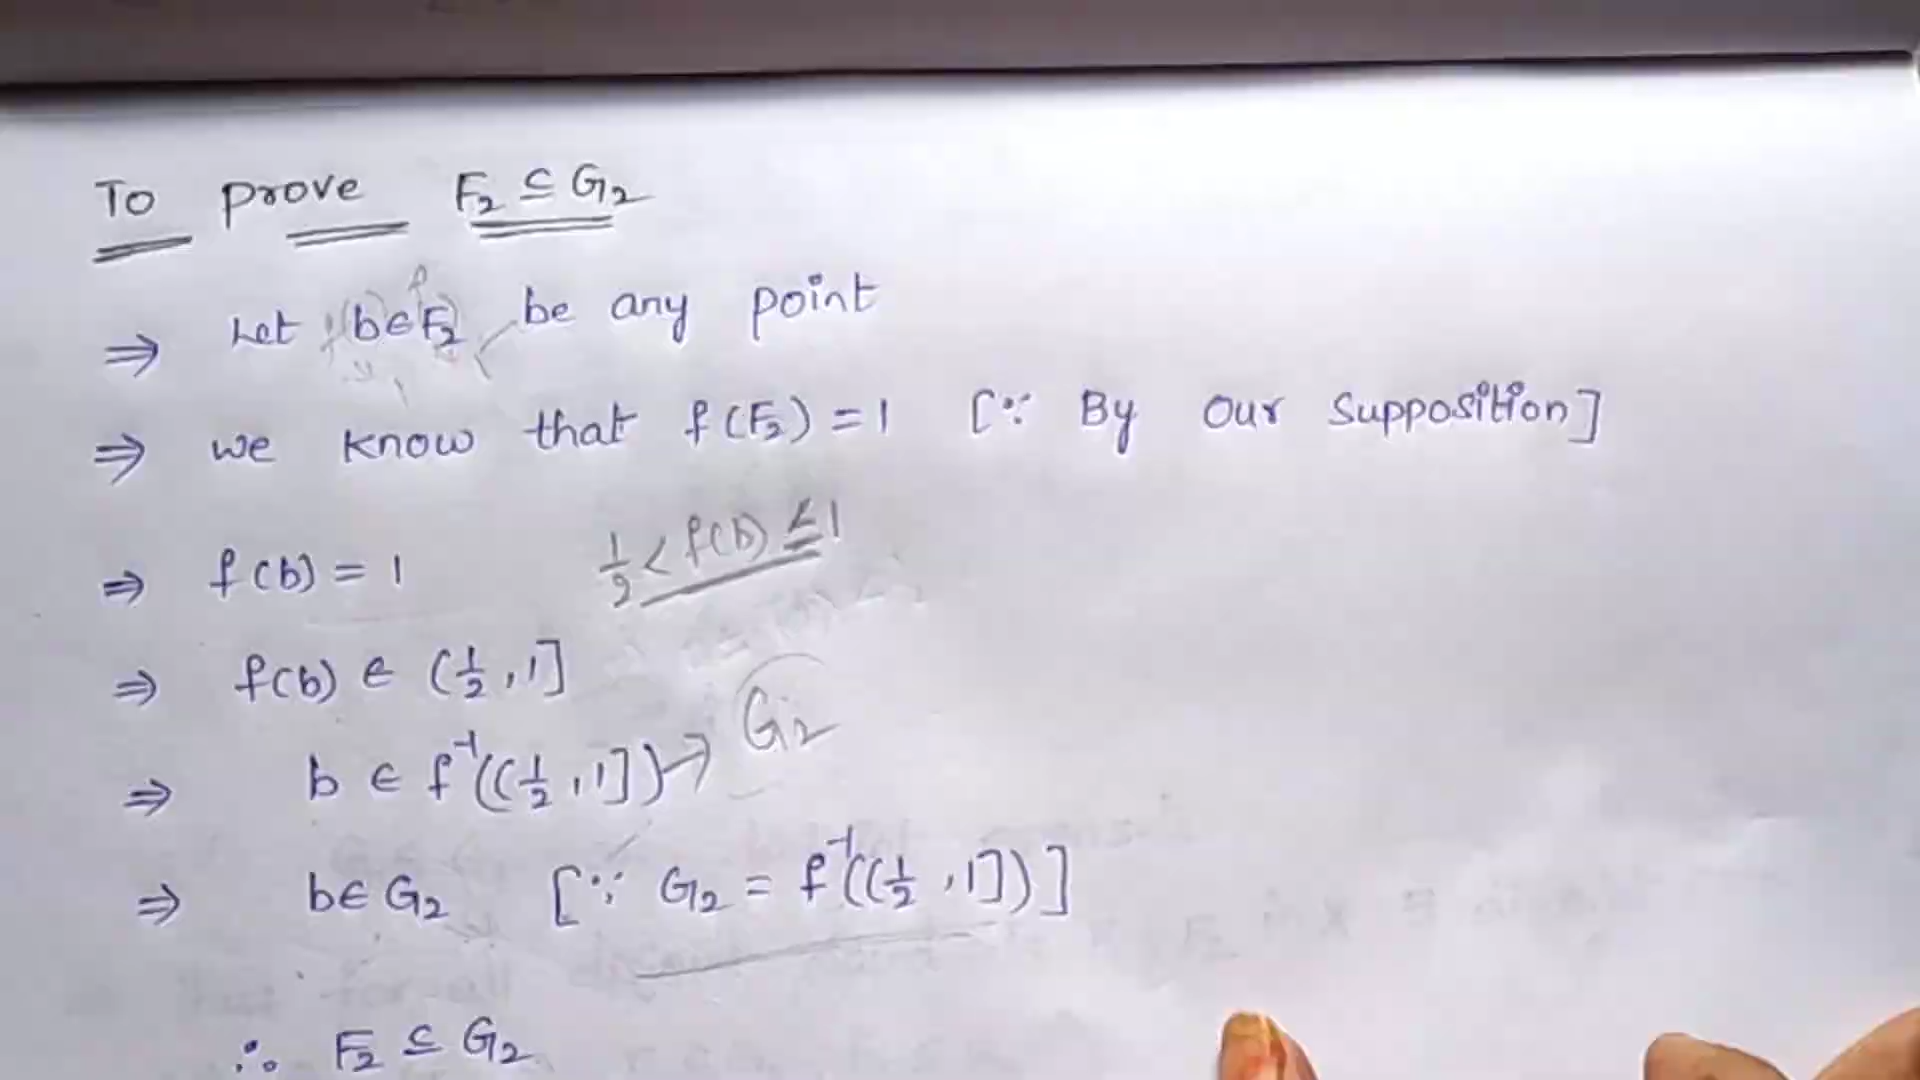 To prove F₂ ⊆ G₂
⇒ Let b∈F₂ be any point
⇒ we know that f(F₂) = 1 [∵ By our supposition]
⇒ f(b) = 1 1/2 < f(b) ≤ 1
⇒ f(b) ∈ (1/2, 1]
⇒ b ∈ f⁻¹((1/2, 1]) → G₂
⇒ b∈ G₂ [∵ G₂ = f⁻¹((1/2, 1])]
∴ F₂ ⊆ G₂